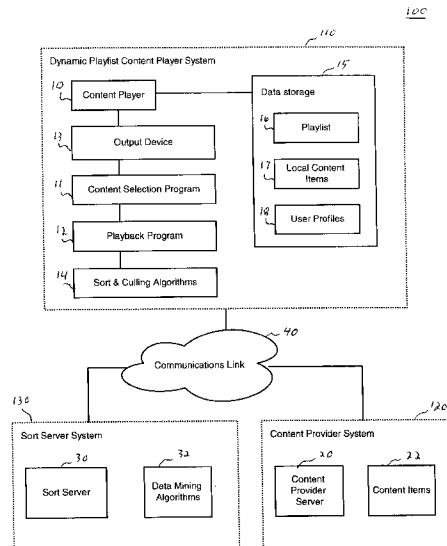 100
110
Dynamic Playlist Content Player System
15
10
Content Player
Data storage
13
Output Device
16
Playlist
11
Content Selection Program
17
Local Content
Items
12
Playback Program
18
User Profiles
14
Sort & Culling Algorithms
40
Communications Link
130
120
Sort Server System
Content Provider System
30
Sort Server
32
Data Mining
Algorithms
20
Content
Provider
Server
22
Content Items